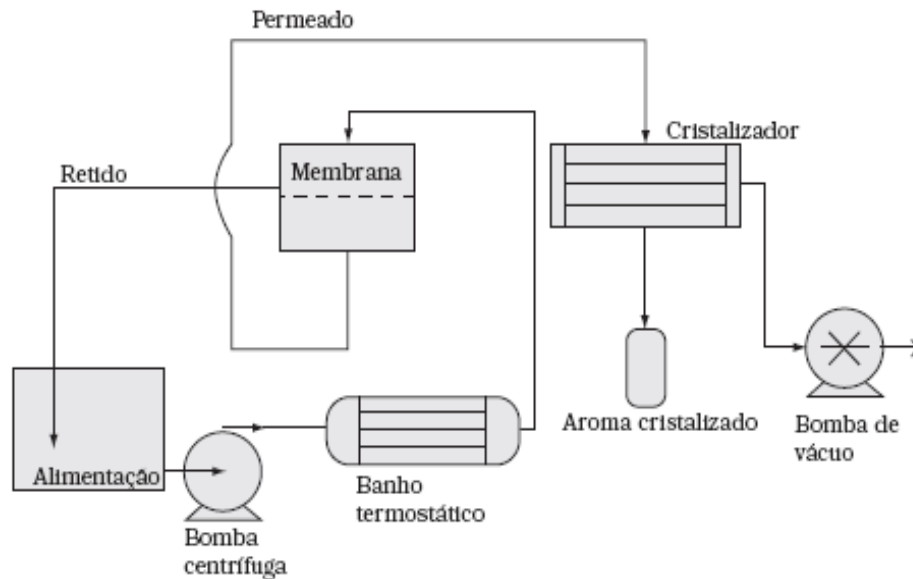 Permeado
Cristalizador
Retido
Membrana
Alimentação
Bomba
centrífuga
Banho
termostático
Aroma cristalizado
Bomba de
vácuo